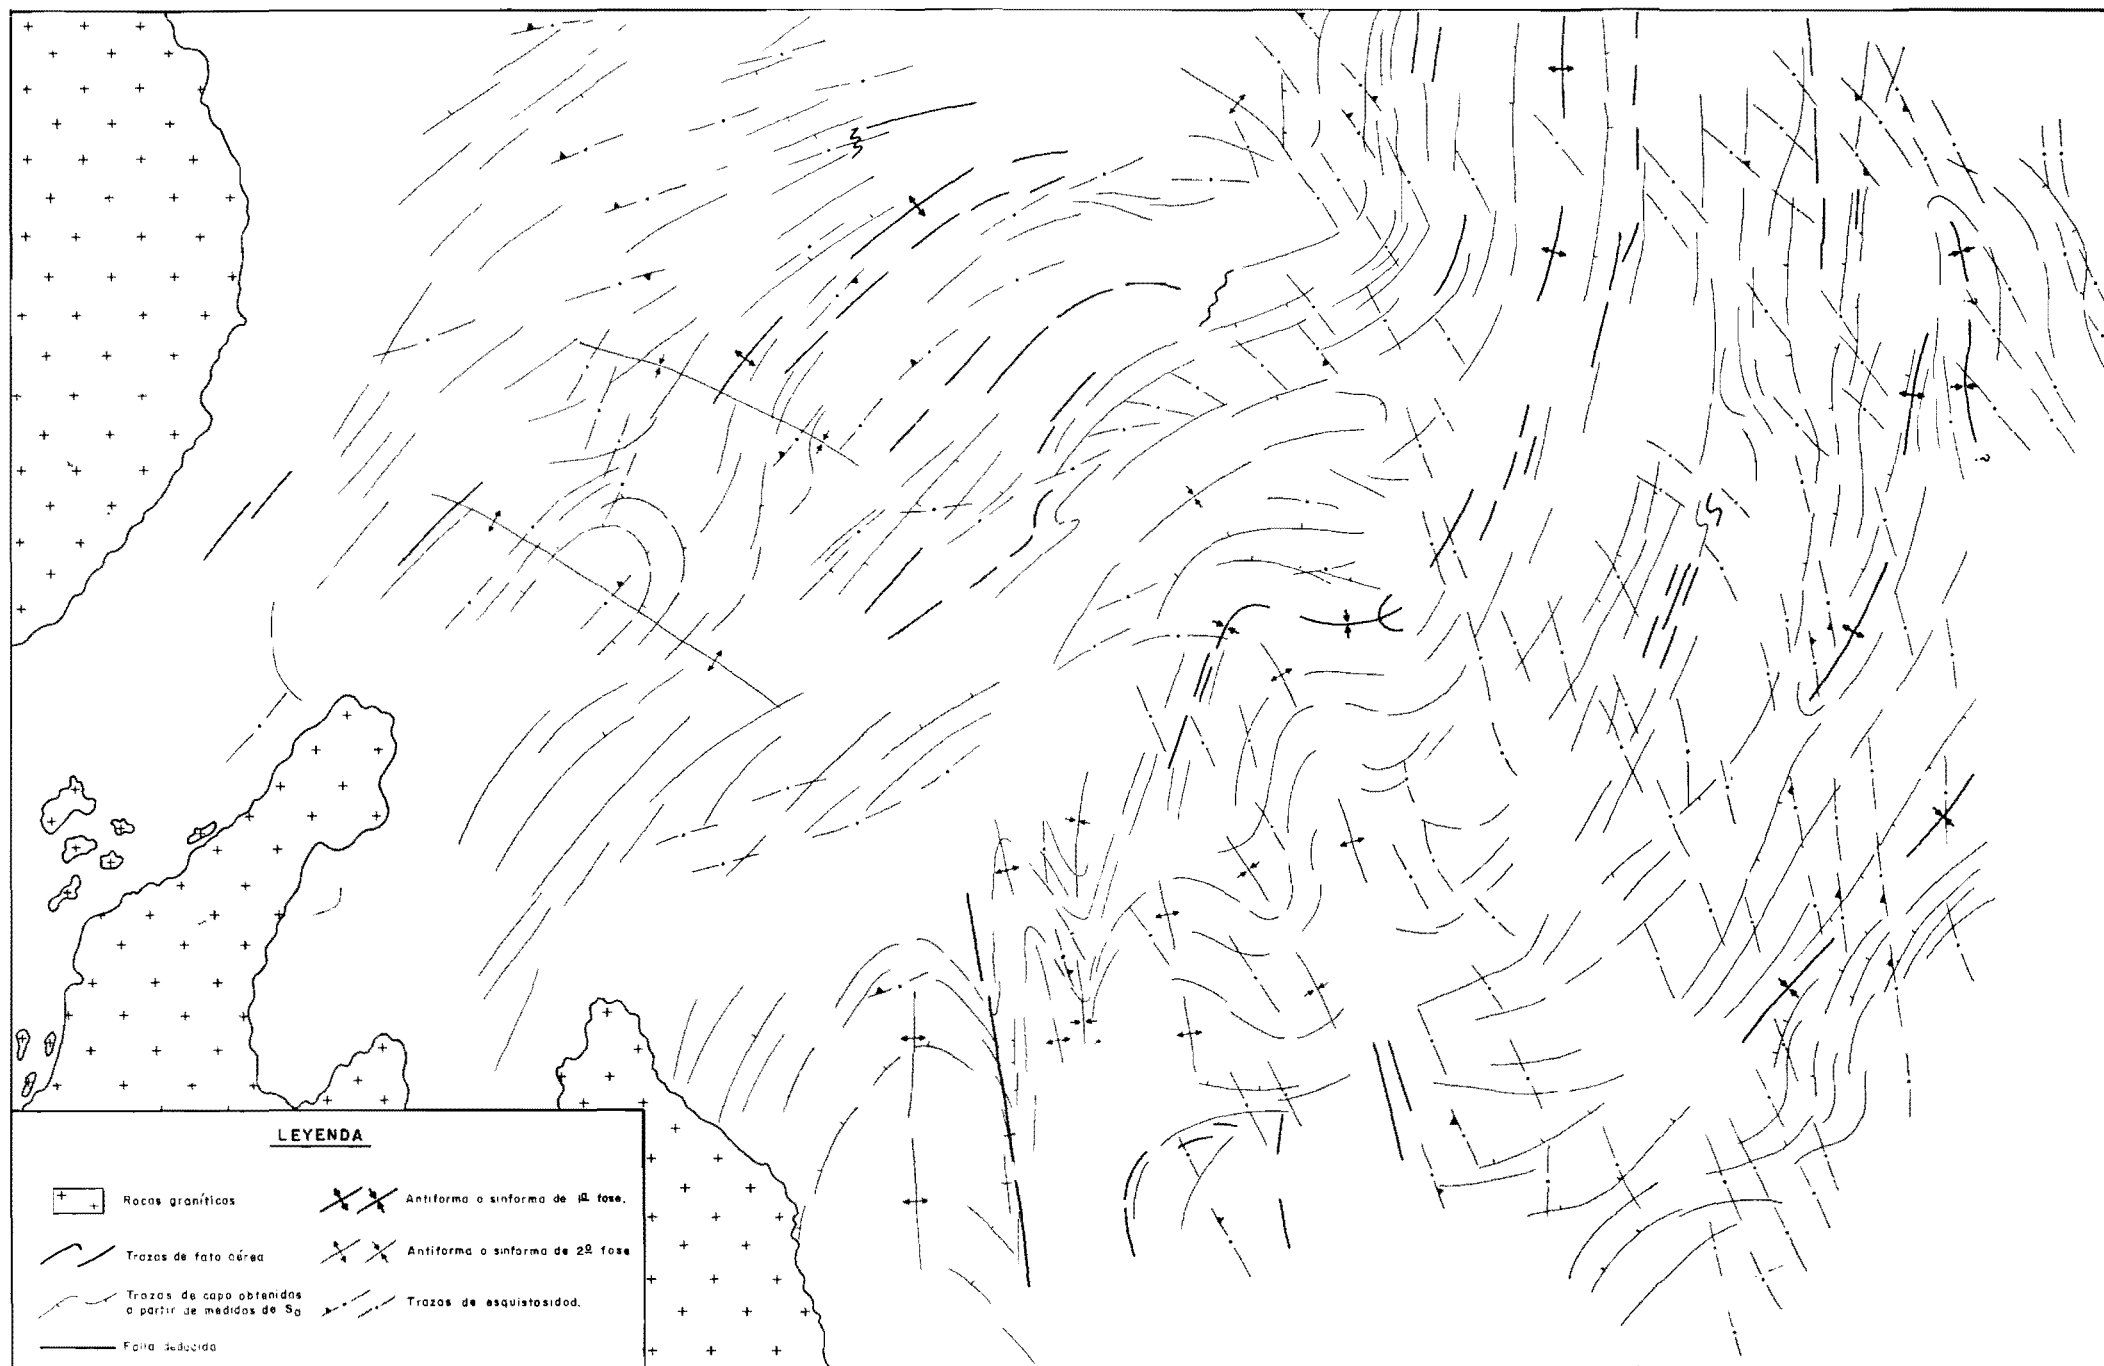 LEYENDA
Rocas graníticas
Antiforma o sinforma de 1ª fase.
Trazas de foto aérea
Antiforma o sinforma de 2ª fase
Trazas de capa obtenidas
a partir de medidas de S₀
Trazas de esquistosidad.
Falla deducida